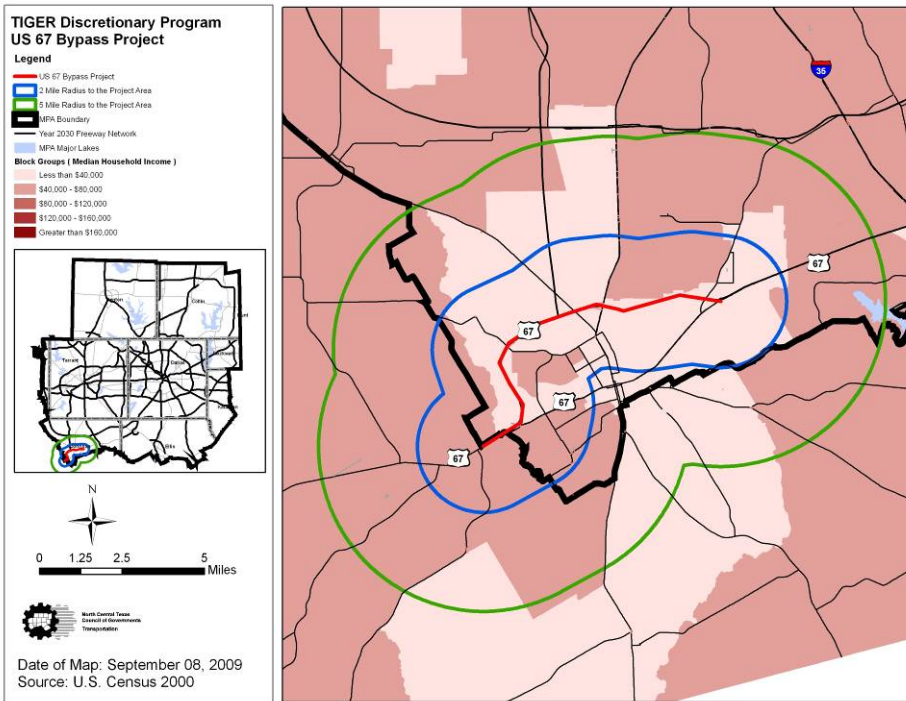 TIGER Discretionary Program
US 67 Bypass Project
Legend
US 67 Bypass Project
2 Mile Radius to the Project Area
5 Mile Radius to the Project Area
MPA Boundary
Year 2030 Freeway Network
MPA Major Lakes
Block Groups ( Median Household Income )
Less than $40,000
$40,000 - $80,000
$80,000 - $120,000
$120,000 - $160,000
Greater than $160,000
Collin
Tarrant
Ellis
N
0 1.25 2.5 5
Miles
North Central Texas
Council of Governments
Transportation
Date of Map: September 08, 2009
Source: U.S. Census 2000
35
67
67
67
67